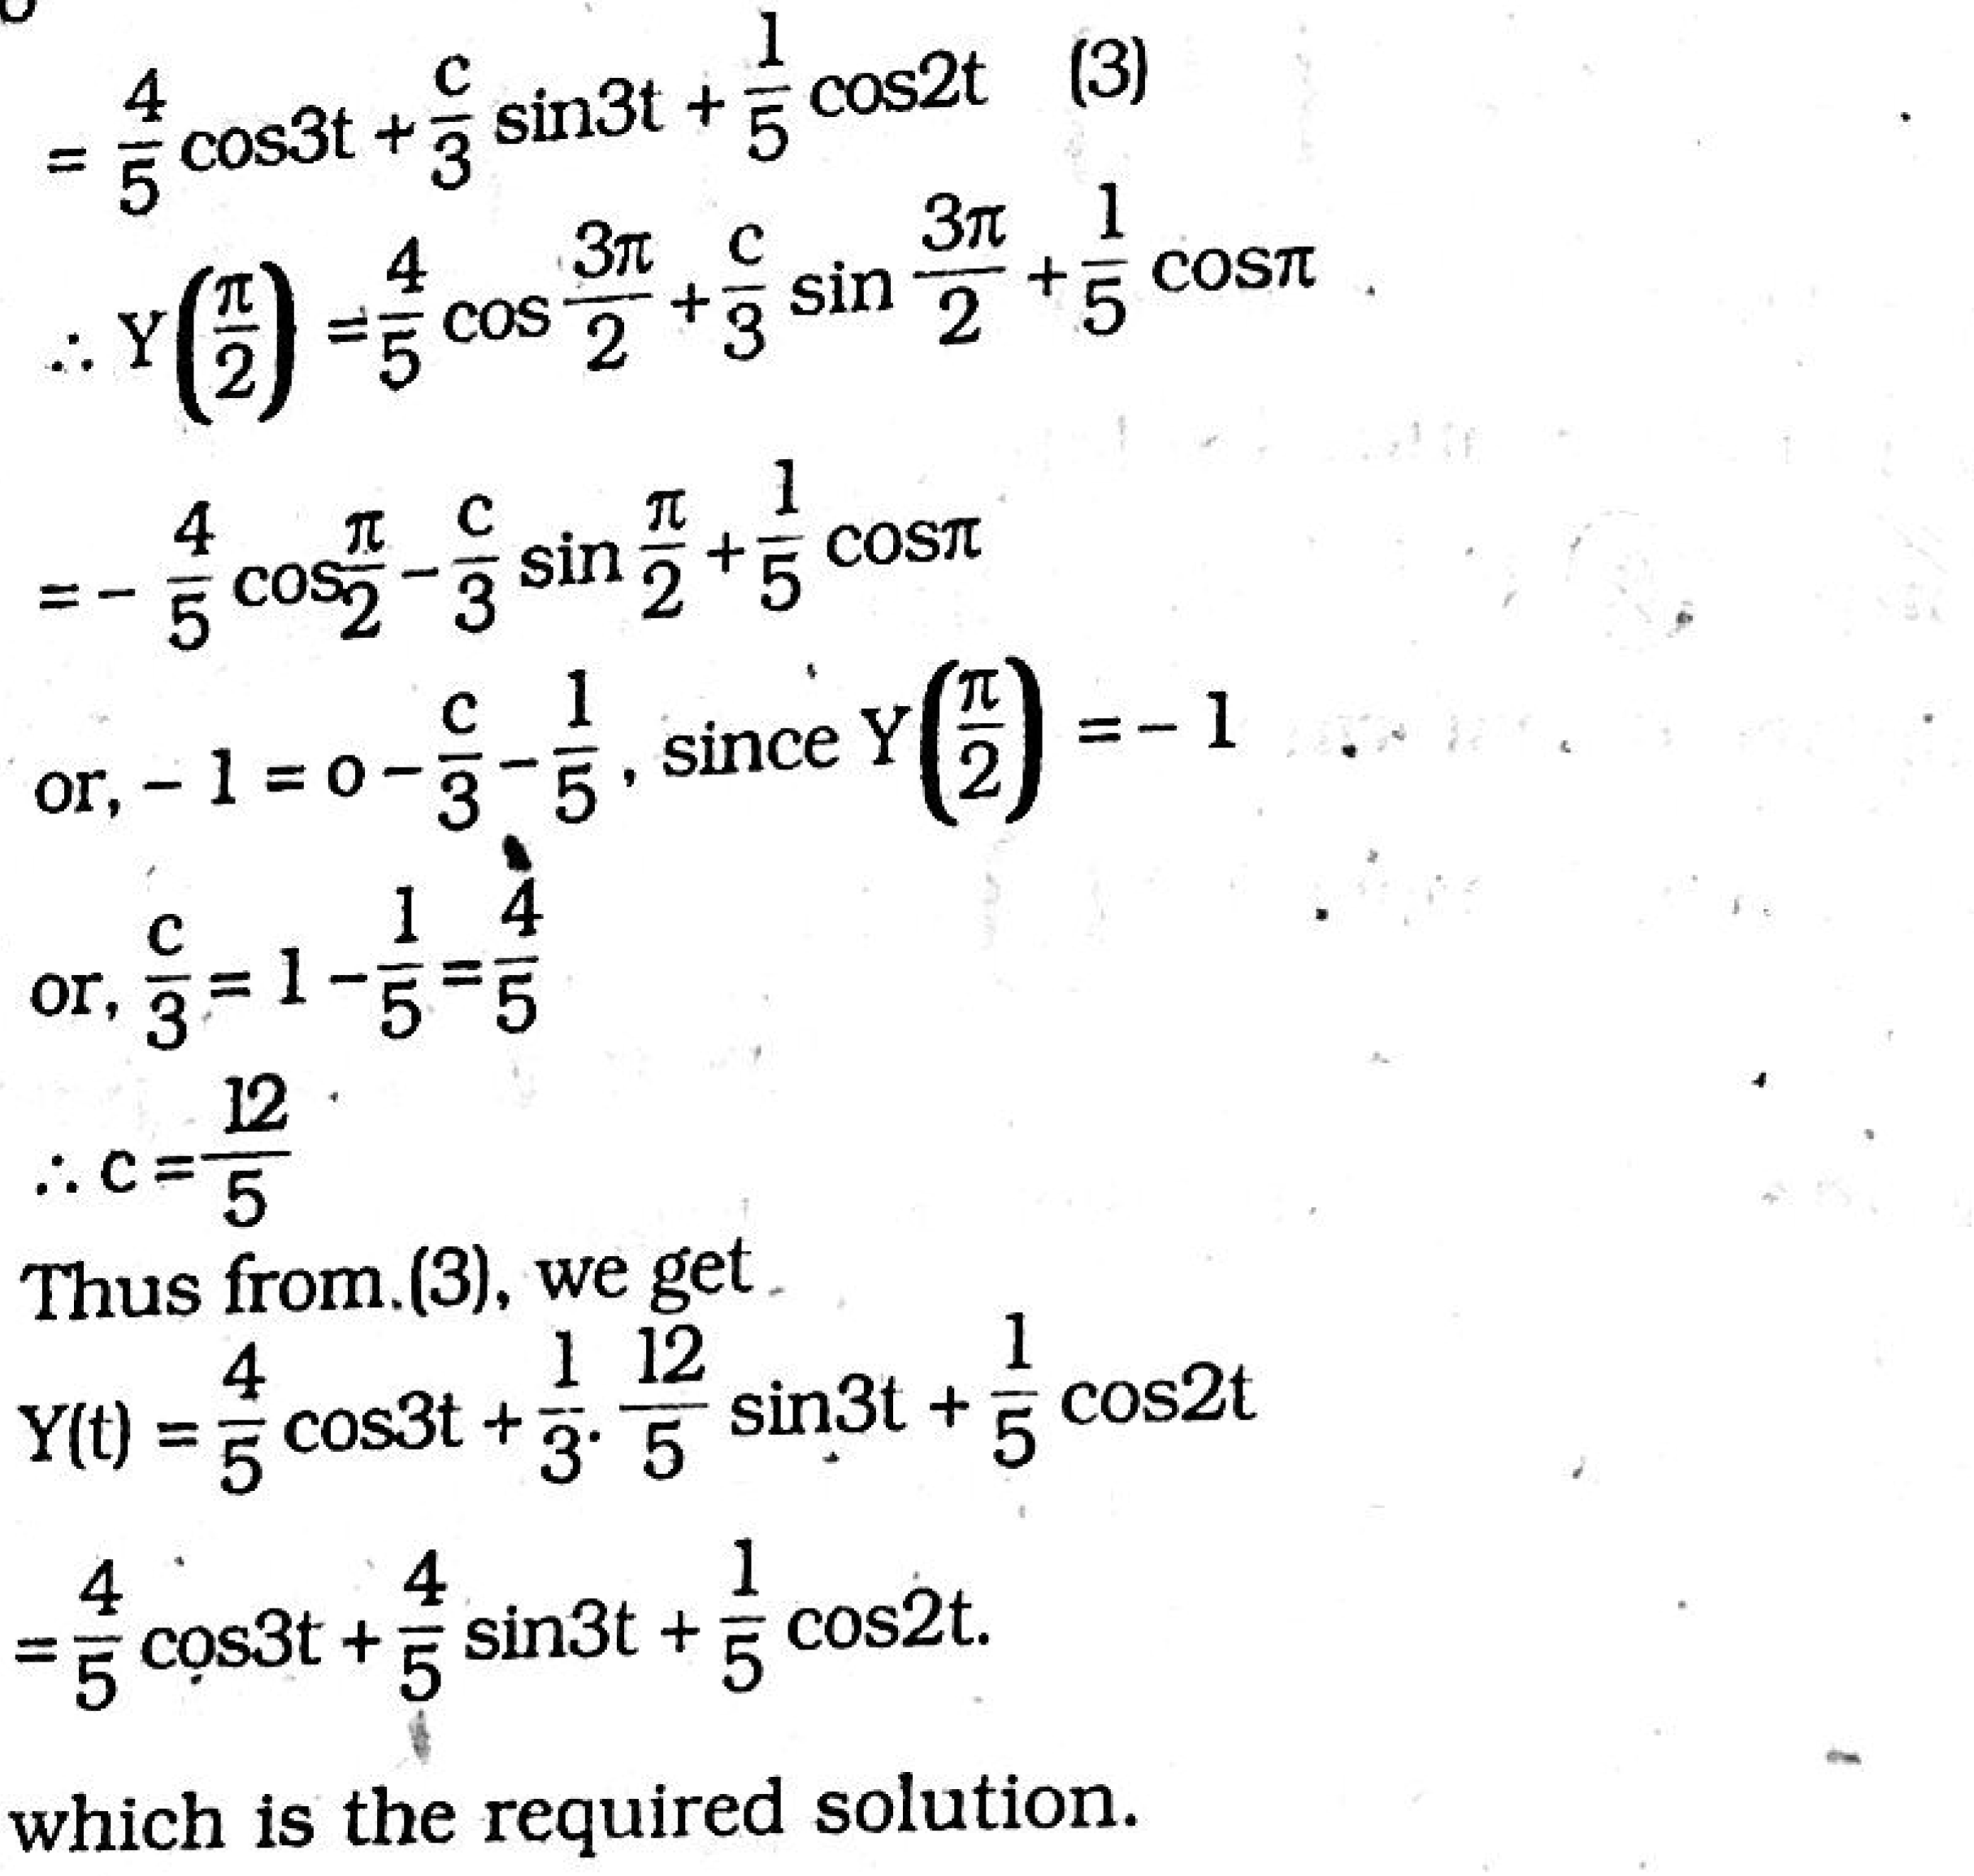 = 4/5 cos3t + c/3 sin3t + 1/5 cos2t (3)
∴ Y(π/2) = 4/5 cos 3π/2 + c/3 sin 3π/2 + 1/5 cosπ
= - 4/5 cos π/2 - c/3 sin π/2 + 1/5 cosπ
or, - 1 = o - c/3 - 1/5, since Y(π/2) = - 1
or, c/3 = 1 - 1/5 = 4/5
∴ c = 12/5
Thus from (3), we get
Y(t) = 4/5 cos3t + 1/3 . 12/5 sin3t + 1/5 cos2t
= 4/5 cos3t + 4/5 sin3t + 1/5 cos2t.
which is the required solution.